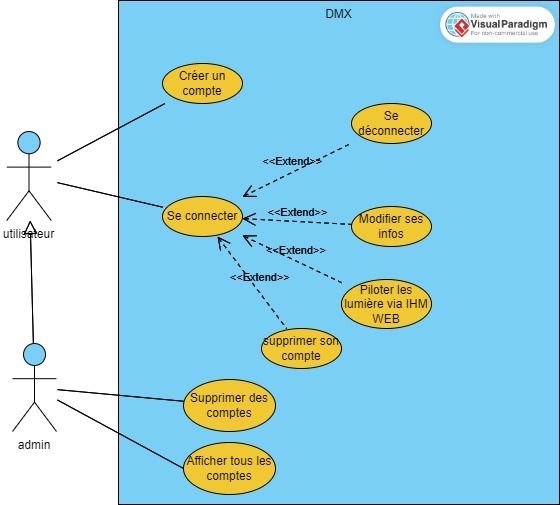 DMX
Made with
VisualParadigm
For non-commercial use
Créer un
compte
Se
déconnecter
<<Extend>>
Se connecter
<<Extend>>
Modifier ses
infos
utilisateur
<<Extend>>
<<Extend>>
Piloter les
lumière via IHM
WEB
supprimer son
compte
Supprimer des
comptes
admin
Afficher tous les
comptes